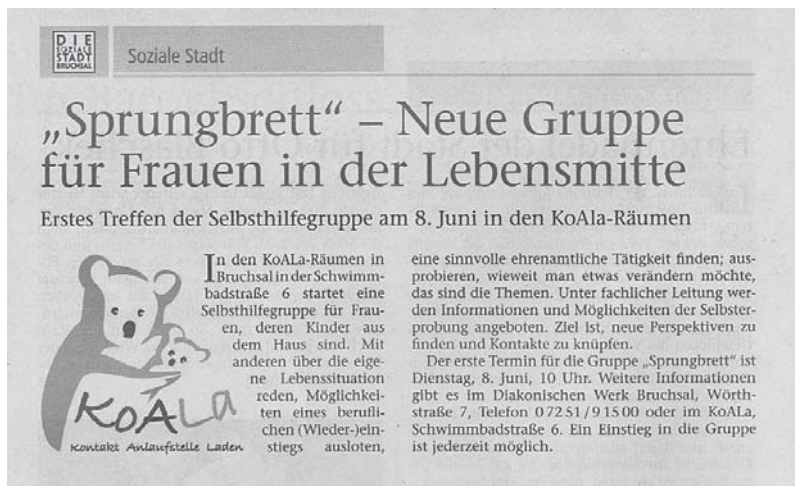 DIE
SOZIALE
STADT
BRUCHSAL
Soziale Stadt
„Sprungbrett“ – Neue Gruppe
für Frauen in der Lebensmitte
Erstes Treffen der Selbsthilfegruppe am 8. Juni in den KoAla-Räumen
In den KoALa-Räumen in
Bruchsal in der Schwimm-
badstraße 6 startet eine
Selbsthilfegruppe für Frau-
en, deren Kinder aus
dem Haus sind. Mit
anderen über die eige-
ne Lebenssituation
reden, Möglichkei-
ten eines berufli-
chen (Wieder-)ein-
stiegs ausloten,
KoALa
Kontakt Anlaufstelle Laden
eine sinnvolle ehrenamtliche Tätigkeit finden; aus-
probieren, wieweit man etwas verändern möchte,
das sind die Themen. Unter fachlicher Leitung wer-
den Informationen und Möglichkeiten der Selbster-
probung angeboten. Ziel ist, neue Perspektiven zu
finden und Kontakte zu knüpfen.
Der erste Termin für die Gruppe „Sprungbrett“ ist
Dienstag, 8. Juni, 10 Uhr. Weitere Informationen
gibt es im Diakonischen Werk Bruchsal, Wörth-
straße 7, Telefon 0 72 51 / 9 15 00 oder im KoALa,
Schwimmbadstraße 6. Ein Einstieg in die Gruppe
ist jederzeit möglich.